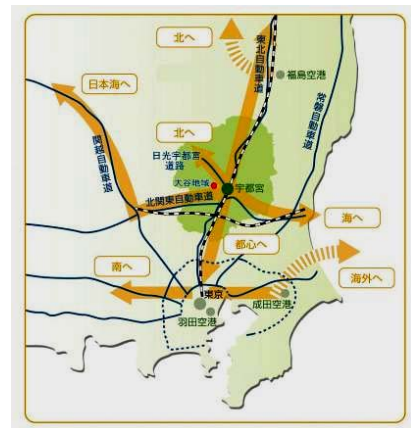 北へ
東北自動車道
福島空港
日本海へ
常磐自動車道
関越自動車道
北へ
日光宇都宮
道路
大谷地域
宇都宮
北関東自動車道
海へ
都心へ
南へ
海外へ
東京
成田空港
羽田空港